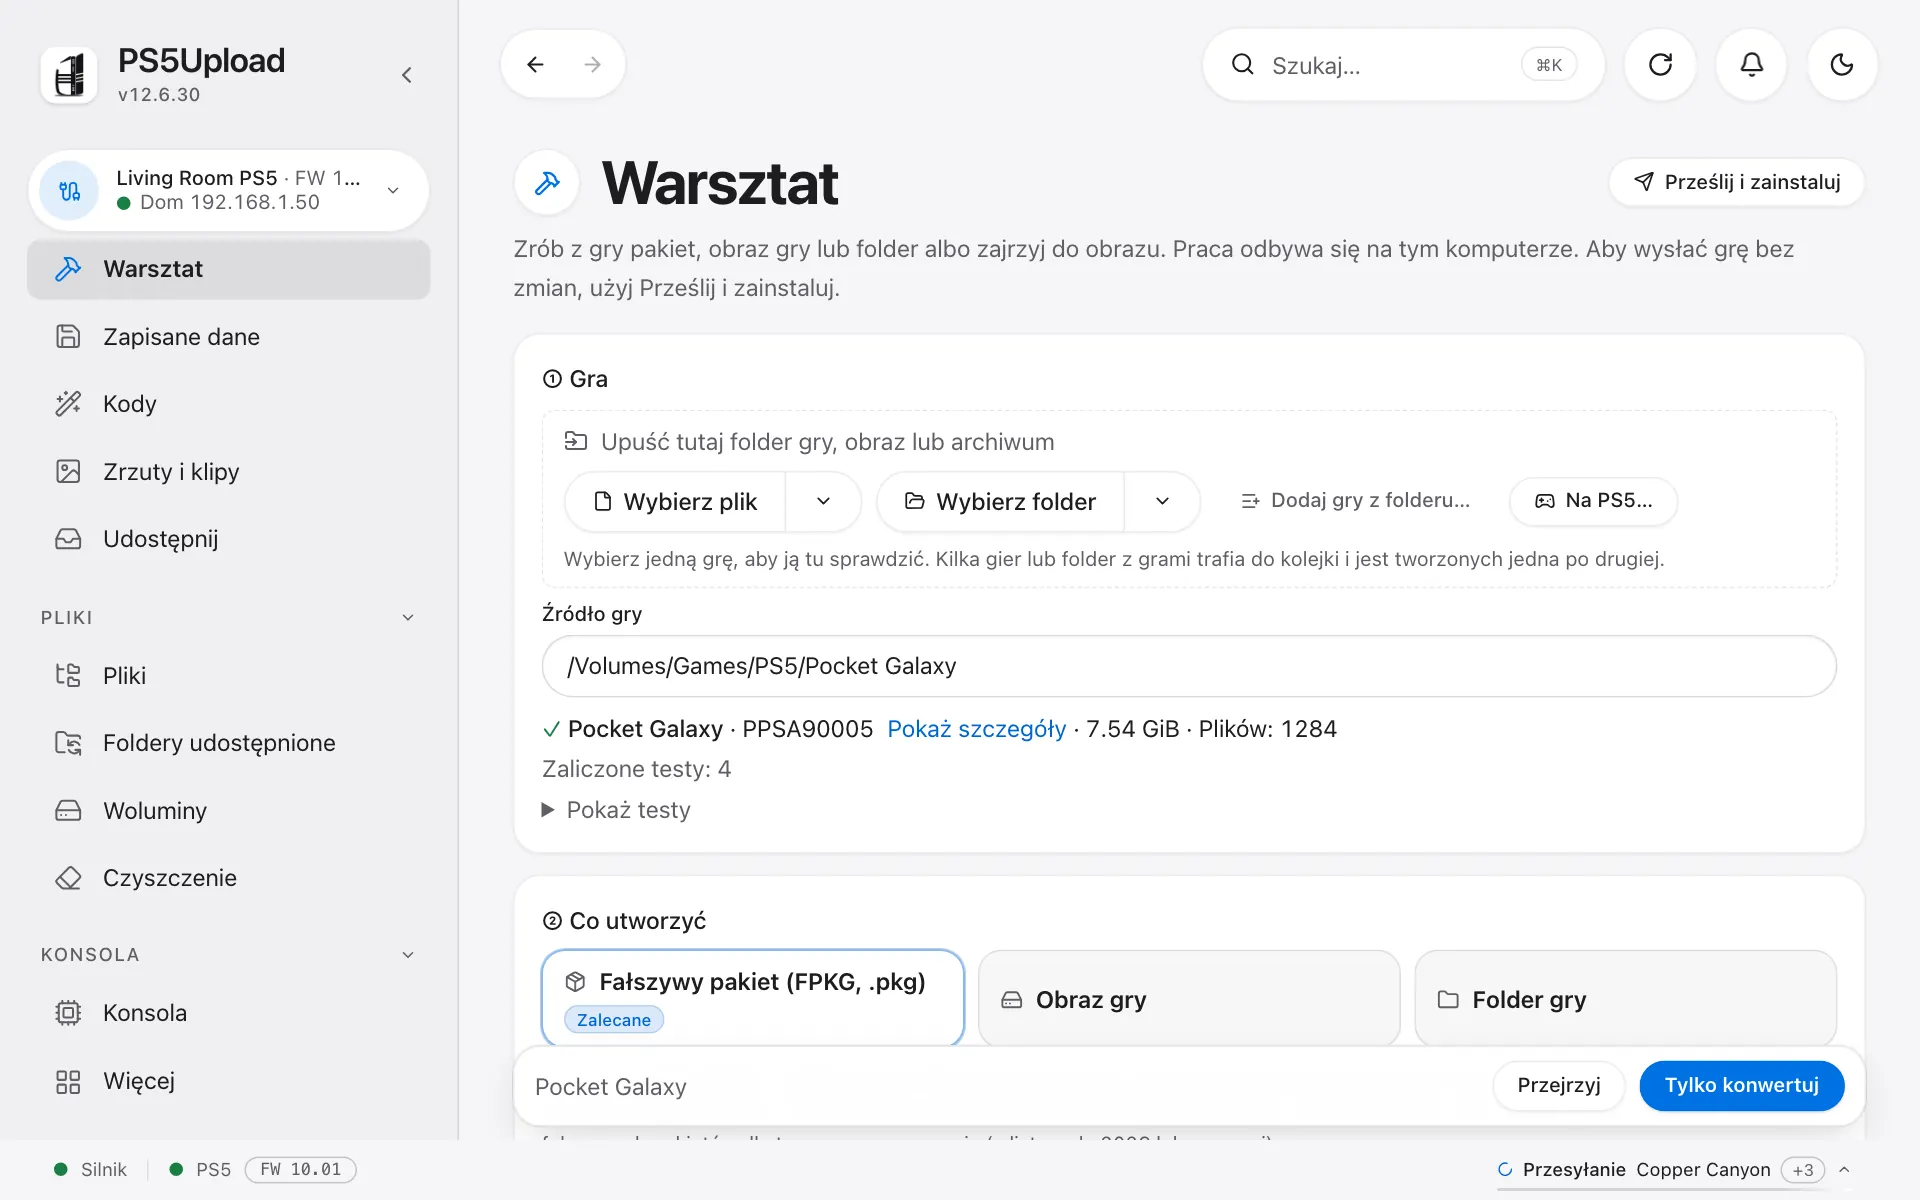 PS5Upload
v12.6.30
Living Room PS5 · FW 1...
Dom 192.168.1.50
Warsztat
Zapisane dane
Kody
Zrzuty i klipy
Udostępnij
PLIKI
Pliki
Foldery udostępnione
Woluminy
Czyszczenie
KONSOLA
Konsola
Więcej
Szukaj...
⌘K
Warsztat
Prześlij i zainstaluj
Zrób z gry pakiet, obraz gry lub folder albo zajrzyj do obrazu. Praca odbywa się na tym komputerze. Aby wysłać grę bez
zmian, użyj Prześlij i zainstaluj.
① Gra
Upuść tutaj folder gry, obraz lub archiwum
Wybierz plik
Wybierz folder
Dodaj gry z folderu...
Na PS5...
Wybierz jedną grę, aby ją tu sprawdzić. Kilka gier lub folder z grami trafia do kolejki i jest tworzonych jedna po drugiej.
Źródło gry
/Volumes/Games/PS5/Pocket Galaxy
Pocket Galaxy · PPSA90005 Pokaż szczegóły · 7.54 GiB · Plików: 1284
Zaliczone testy: 4
Pokaż testy
② Co utworzyć
Fałszywy pakiet (FPKG, .pkg)
Zalecane
Obraz gry
Folder gry
Pocket Galaxy
Przejrzyj
Tylko konwertuj
Silnik
PS5
FW 10.01
Przesyłanie Copper Canyon +3